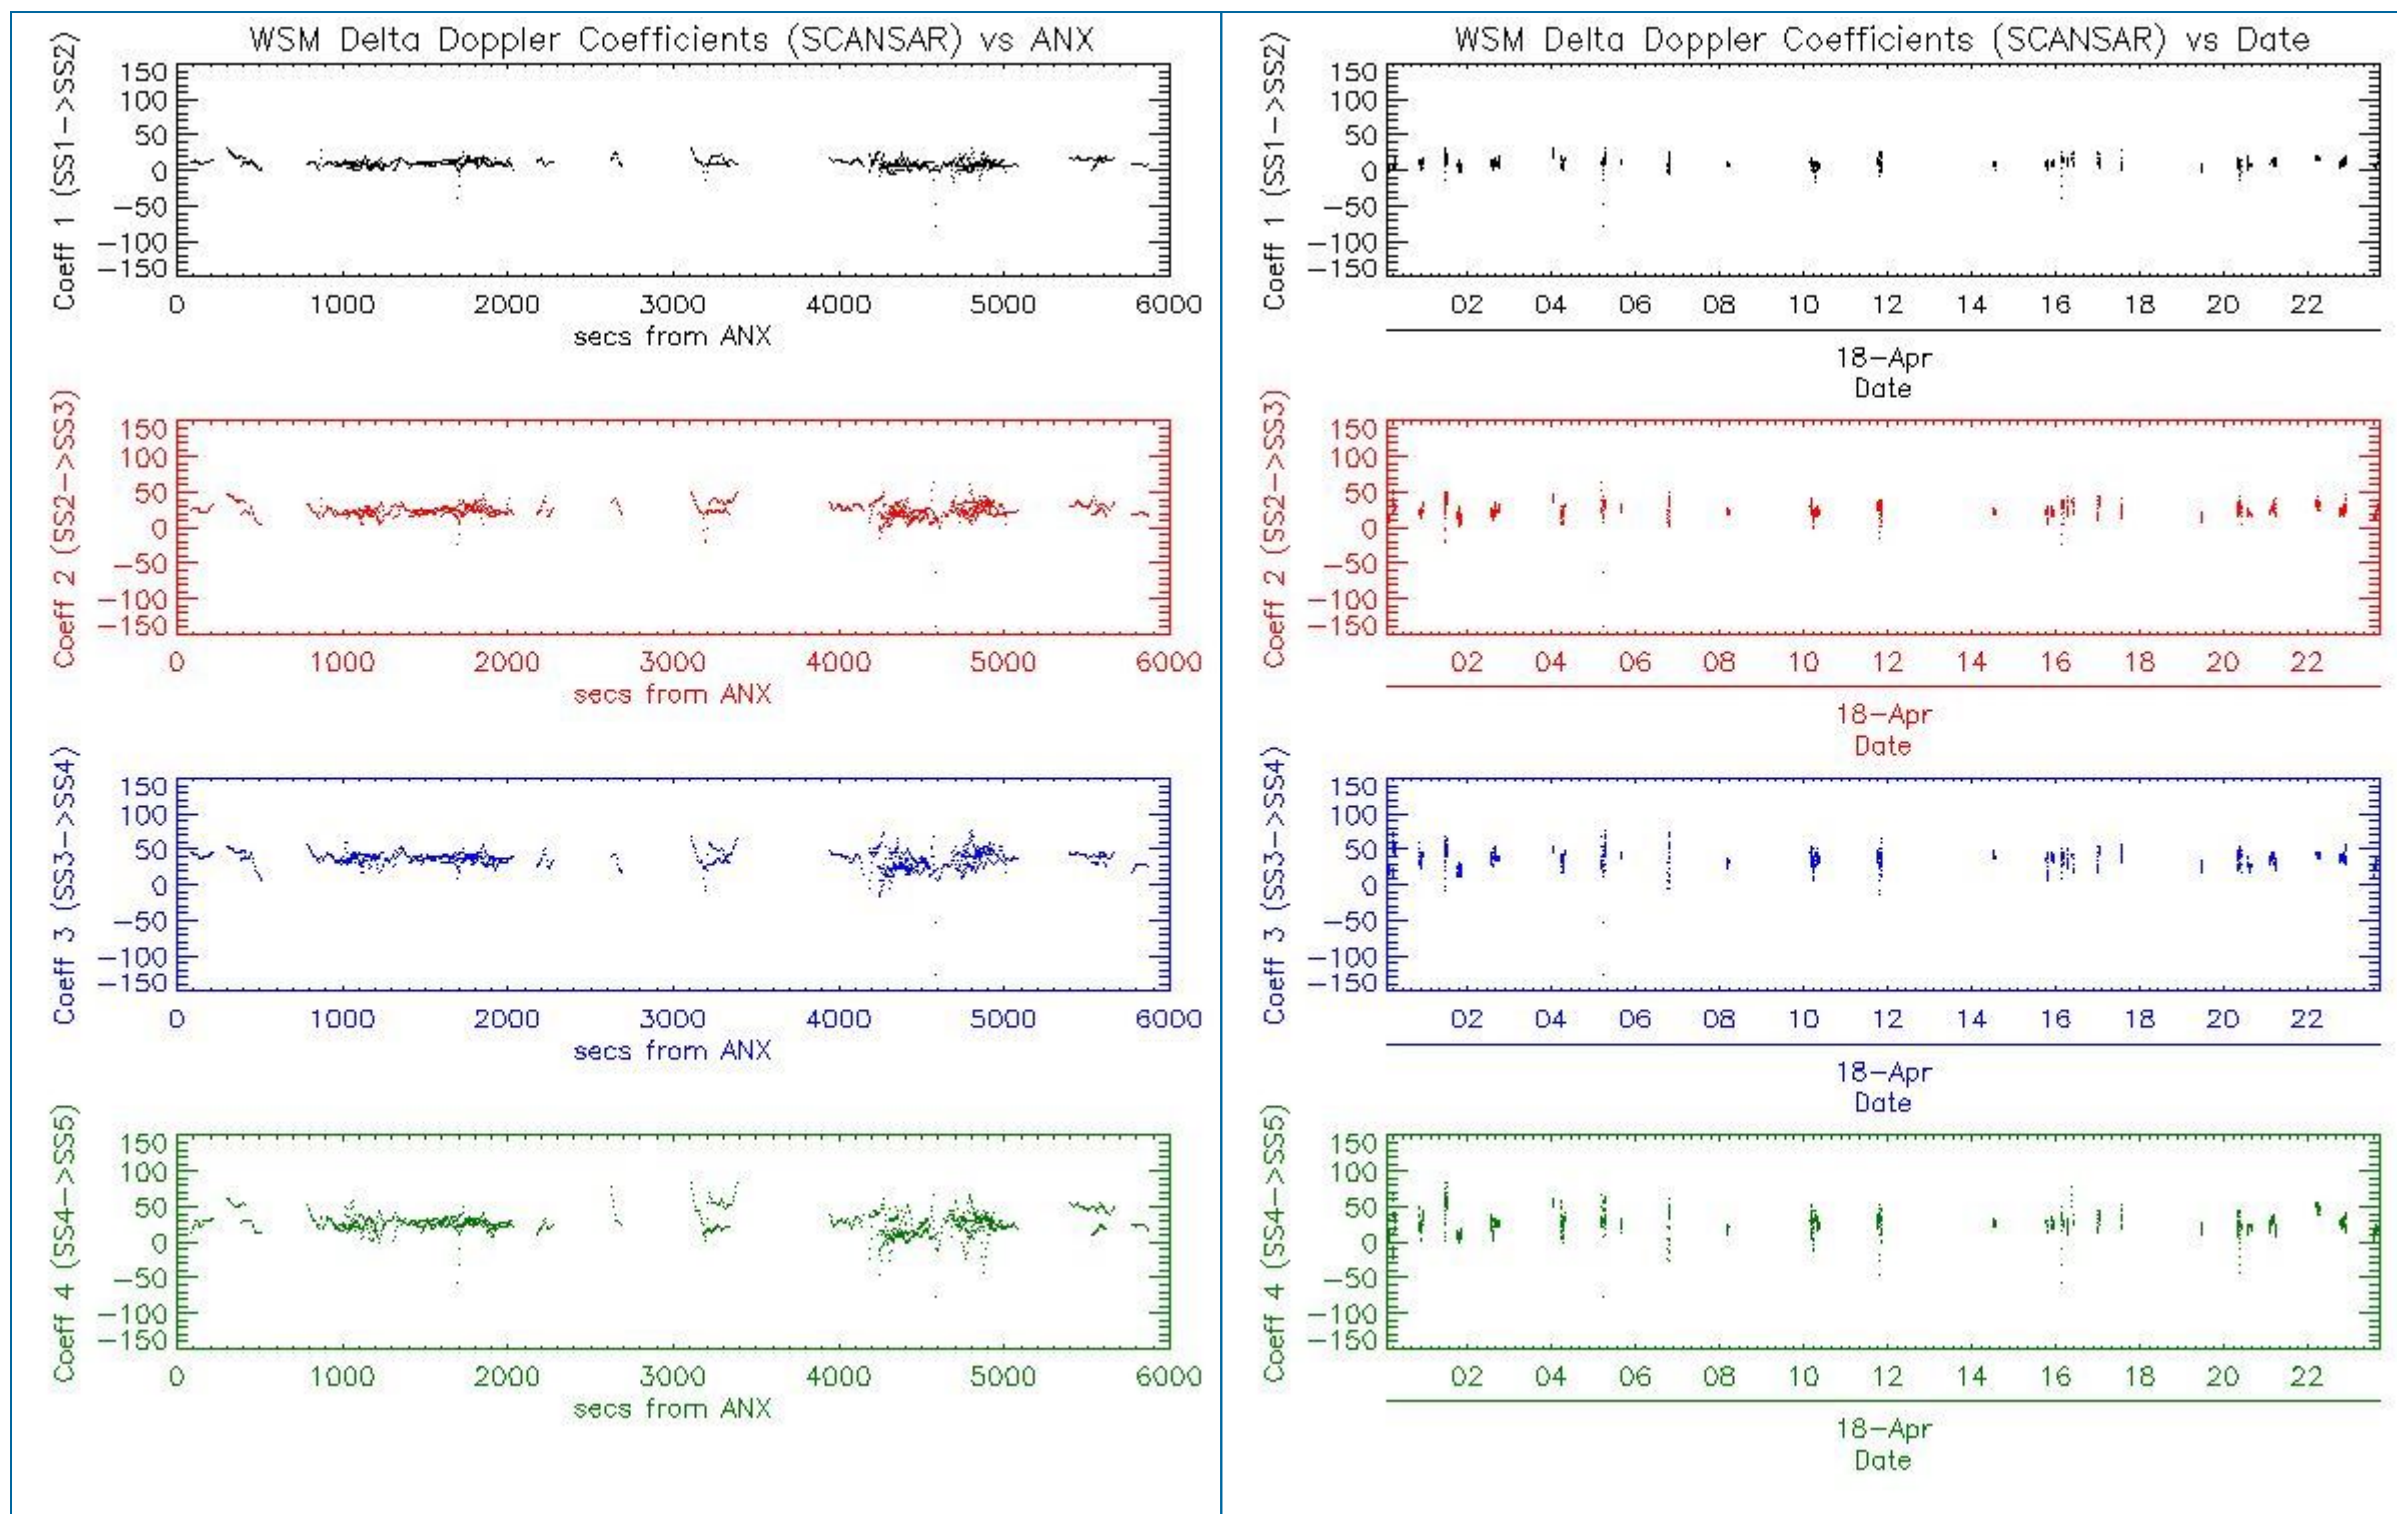 WSM Delta Doppler Coefficients (SCANSAR) vs ANX
Coeff 1 (SS1->SS2)
150
100
50
0
-50
-100
-150
0 1000 2000 3000 4000 5000 6000
secs from ANX
Coeff 2 (SS2->SS3)
150
100
50
0
-50
-100
-150
0 1000 2000 3000 4000 5000 6000
secs from ANX
Coeff 3 (SS3->SS4)
150
100
50
0
-50
-100
-150
0 1000 2000 3000 4000 5000 6000
secs from ANX
Coeff 4 (SS4->SS5)
150
100
50
0
-50
-100
-150
0 1000 2000 3000 4000 5000 6000
secs from ANX
WSM Delta Doppler Coefficients (SCANSAR) vs Date
Coeff 1 (SS1->SS2)
150
100
50
0
-50
-100
-150
02 04 06 08 10 12 14 16 18 20 22
18-Apr
Date
Coeff 2 (SS2->SS3)
150
100
50
0
-50
-100
-150
02 04 06 08 10 12 14 16 18 20 22
18-Apr
Date
Coeff 3 (SS3->SS4)
150
100
50
0
-50
-100
-150
02 04 06 08 10 12 14 16 18 20 22
18-Apr
Date
Coeff 4 (SS4->SS5)
150
100
50
0
-50
-100
-150
02 04 06 08 10 12 14 16 18 20 22
18-Apr
Date